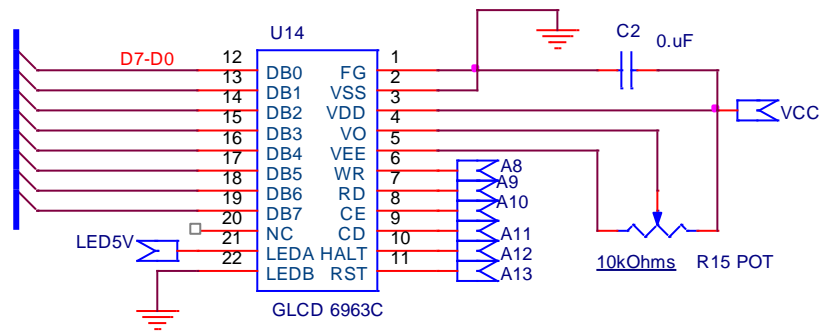 U14
C2
0.uF
D7-D0
12 DB0 FG 1
13 DB1 VSS 2
14 DB2 VDD 3
15 DB3 VO 4
16 DB4 VEE 5
17 DB5 WR 6
18 DB6 RD 7
19 DB7 CE 8
20 NC CD 9
21 LEDA HALT 10
22 LEDB RST 11
VCC
A8
A9
A10
A11
A12
A13
LED5V
10kOhms R15 POT
GLCD 6963C